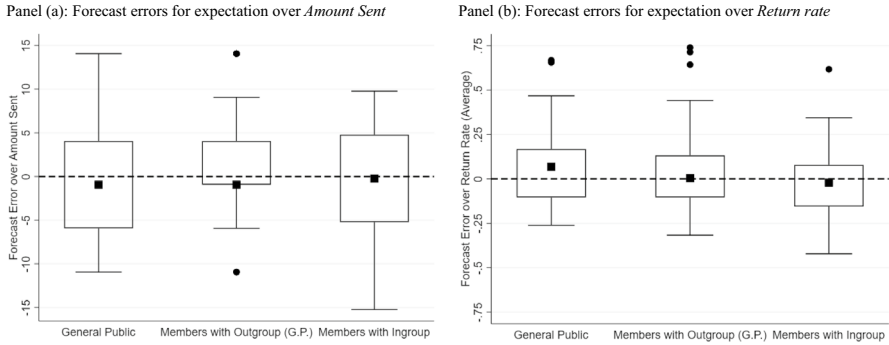 Panel (a): Forecast errors for expectation over Amount Sent
Forecast Error over Amount Sent
15
10
5
0
-5
-10
-15
General Public
Members with Outgroup (G.P.)
Members with Ingroup
Panel (b): Forecast errors for expectation over Return rate
Forecast Error over Return Rate (Average)
.75
.5
.25
0
-.25
-.5
-.75
General Public
Members with Outgroup (G.P.)
Members with Ingroup